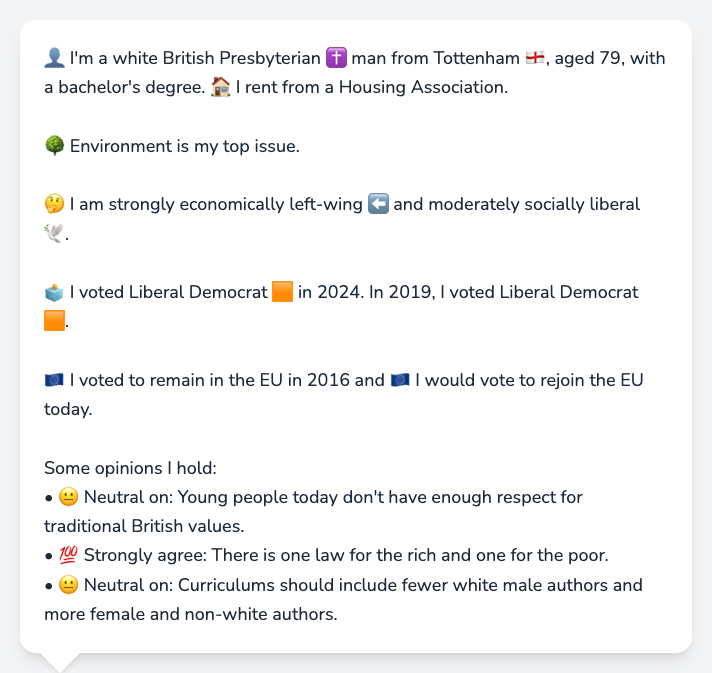 👤 I'm a white British Presbyterian ✝️ man from Tottenham 🏴󠁧󠁢󠁥󠁮󠁧󠁿, aged 79, with
a bachelor's degree. 🏠 I rent from a Housing Association.
🌳 Environment is my top issue.
🤔 I am strongly economically left-wing ⬅️ and moderately socially liberal
🕊️.
🗳️ I voted Liberal Democrat 🟧 in 2024. In 2019, I voted Liberal Democrat
🟧.
🇪🇺 I voted to remain in the EU in 2016 and 🇪🇺 I would vote to rejoin the EU
today.
Some opinions I hold:
• 😐 Neutral on: Young people today don't have enough respect for
traditional British values.
• 💯 Strongly agree: There is one law for the rich and one for the poor.
• 😐 Neutral on: Curriculums should include fewer white male authors and
more female and non-white authors.